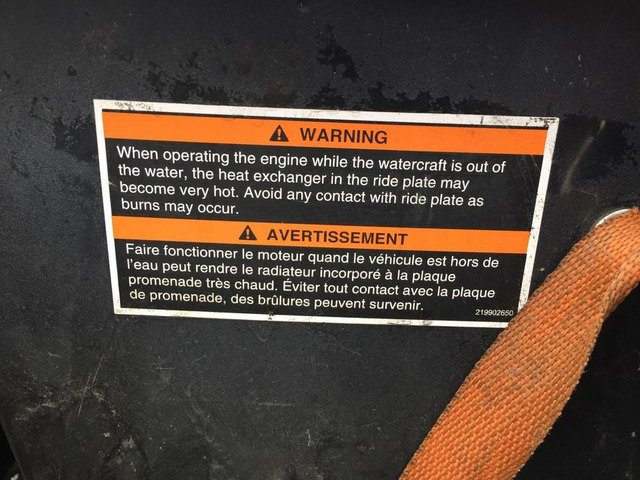 WARNING
When operating the engine while the watercraft is out of
the water, the heat exchanger in the ride plate may
become very hot. Avoid any contact with ride plate as
burns may occur.
AVERTISSEMENT
Faire fonctionner le moteur quand le véhicule est hors de
l'eau peut rendre le radiateur incorporé à la plaque
promenade très chaud. Éviter tout contact avec la plaque
de promenade, des brûlures peuvent survenir.
219902650